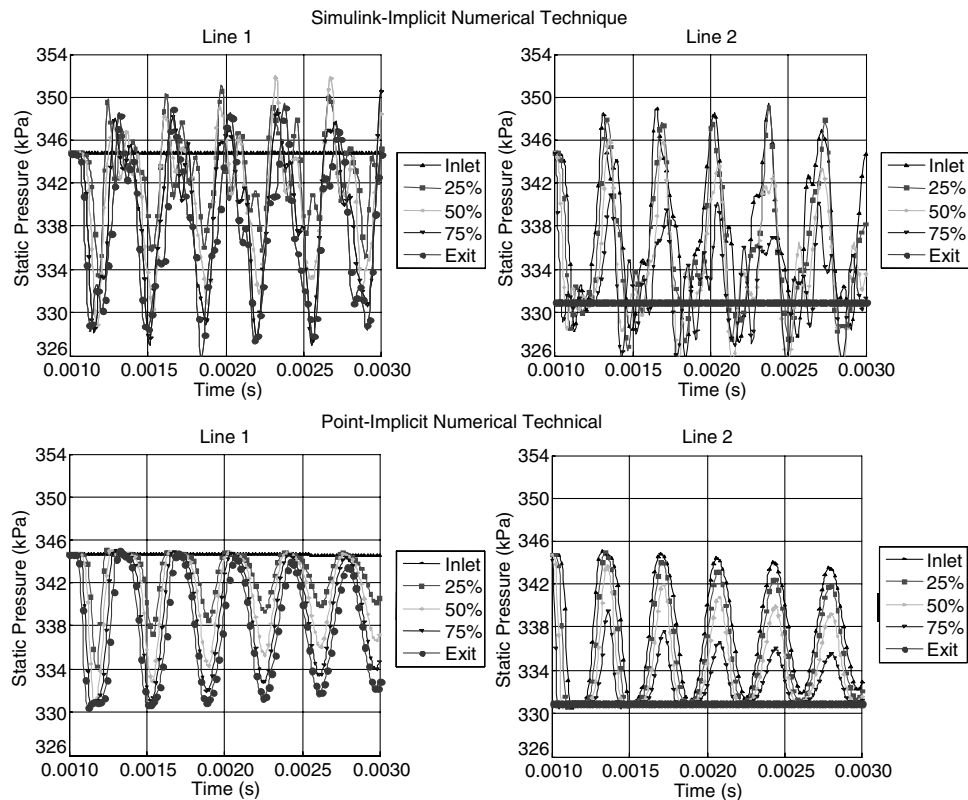 Simulink-Implicit Numerical Technique
Line 1
Line 2
354
350
346
342
338
334
330
326
Static Pressure (kPa)
0.0010 0.0015 0.0020 0.0025 0.0030
Time (s)
Inlet
25%
50%
75%
Exit
354
350
346
342
338
334
330
326
Static Pressure (kPa)
0.0010 0.0015 0.0020 0.0025 0.0030
Time (s)
Inlet
25%
50%
75%
Exit
Point-Implicit Numerical Technical
Line 1
Line 2
354
350
346
342
338
334
330
326
Static Pressure (kPa)
0.0010 0.0015 0.0020 0.0025 0.0030
Time (s)
Inlet
25%
50%
75%
Exit
354
350
346
342
338
334
330
326
Static Pressure (kPa)
0.0010 0.0015 0.0020 0.0025 0.0030
Time (s)
Inlet
25%
50%
75%
Exit